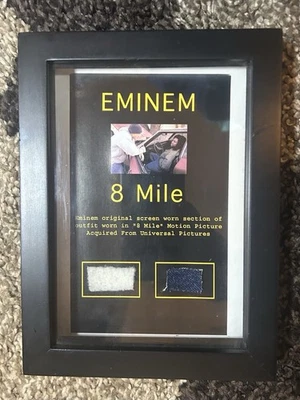 EMINEM
8 Mile
Eminem original screen worn section of
outfit worn in "8 Mile" Motion Picture
Acquired From Universal Pictures